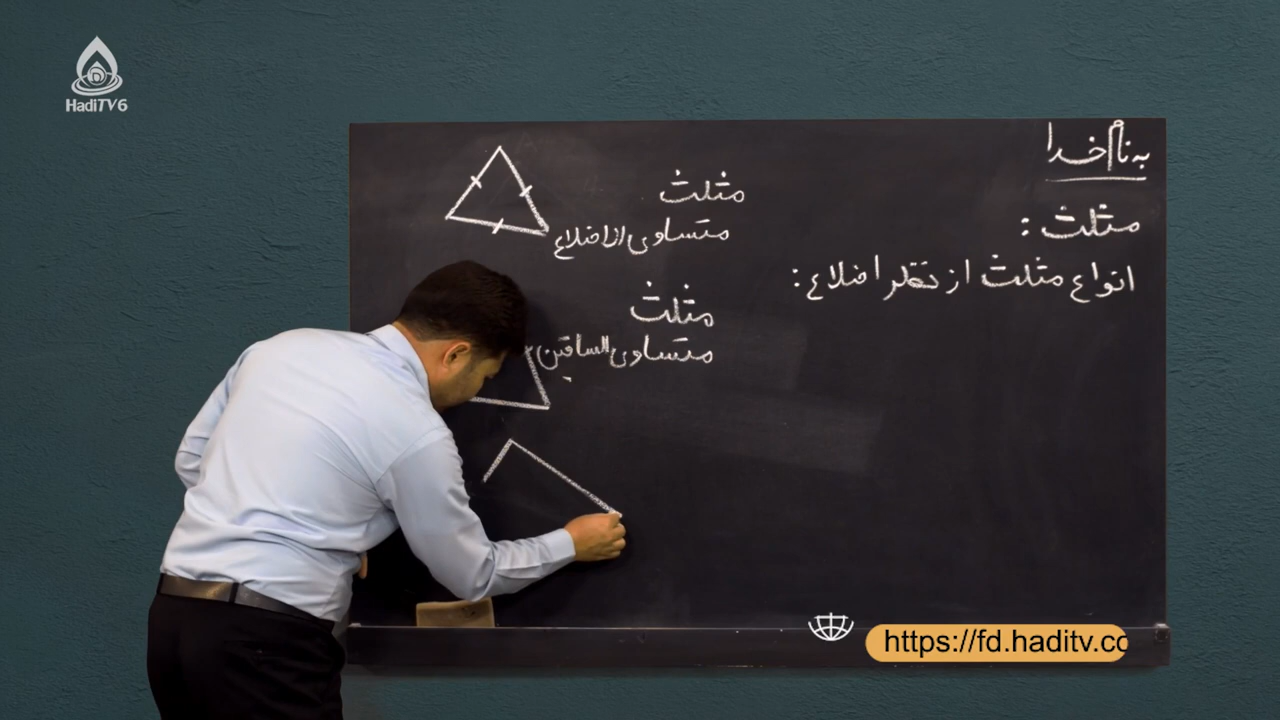 HadiTV6
به نام خدا
مثلث :
انواع مثلث از نظر اضلاع :
مثلث
متساوی الاضلاع
مثلث
متساوی الساقین
https://fd.haditv.co